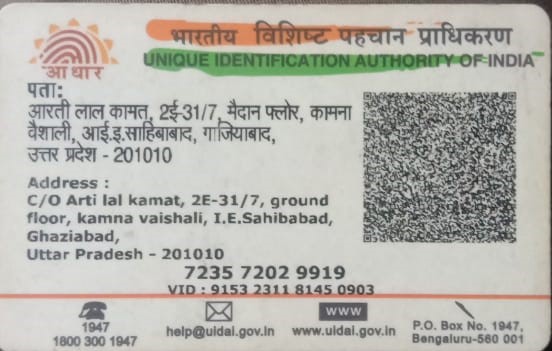 भारतीय विशिष्ट पहचान प्राधिकरण
UNIQUE IDENTIFICATION AUTHORITY OF INDIA
आधार
पता:
आरती लाल कामत, 2ई-31/7, मैदान फ्लोर, कामना
वैशाली, आई.इ.साहिबाबाद, गाजियाबाद,
उत्तर प्रदेश - 201010
Address :
C/O Arti lal kamat, 2E-31/7, ground
floor, kamna vaishali, I.E.Sahibabad,
Ghaziabad,
Uttar Pradesh - 201010
7235 7202 9919
VID : 9153 2311 8145 0903
1947
1800 300 1947
help@uidai.gov.in
www
www.uidai.gov.in
P.O. Box No. 1947,
Bengaluru-560 001